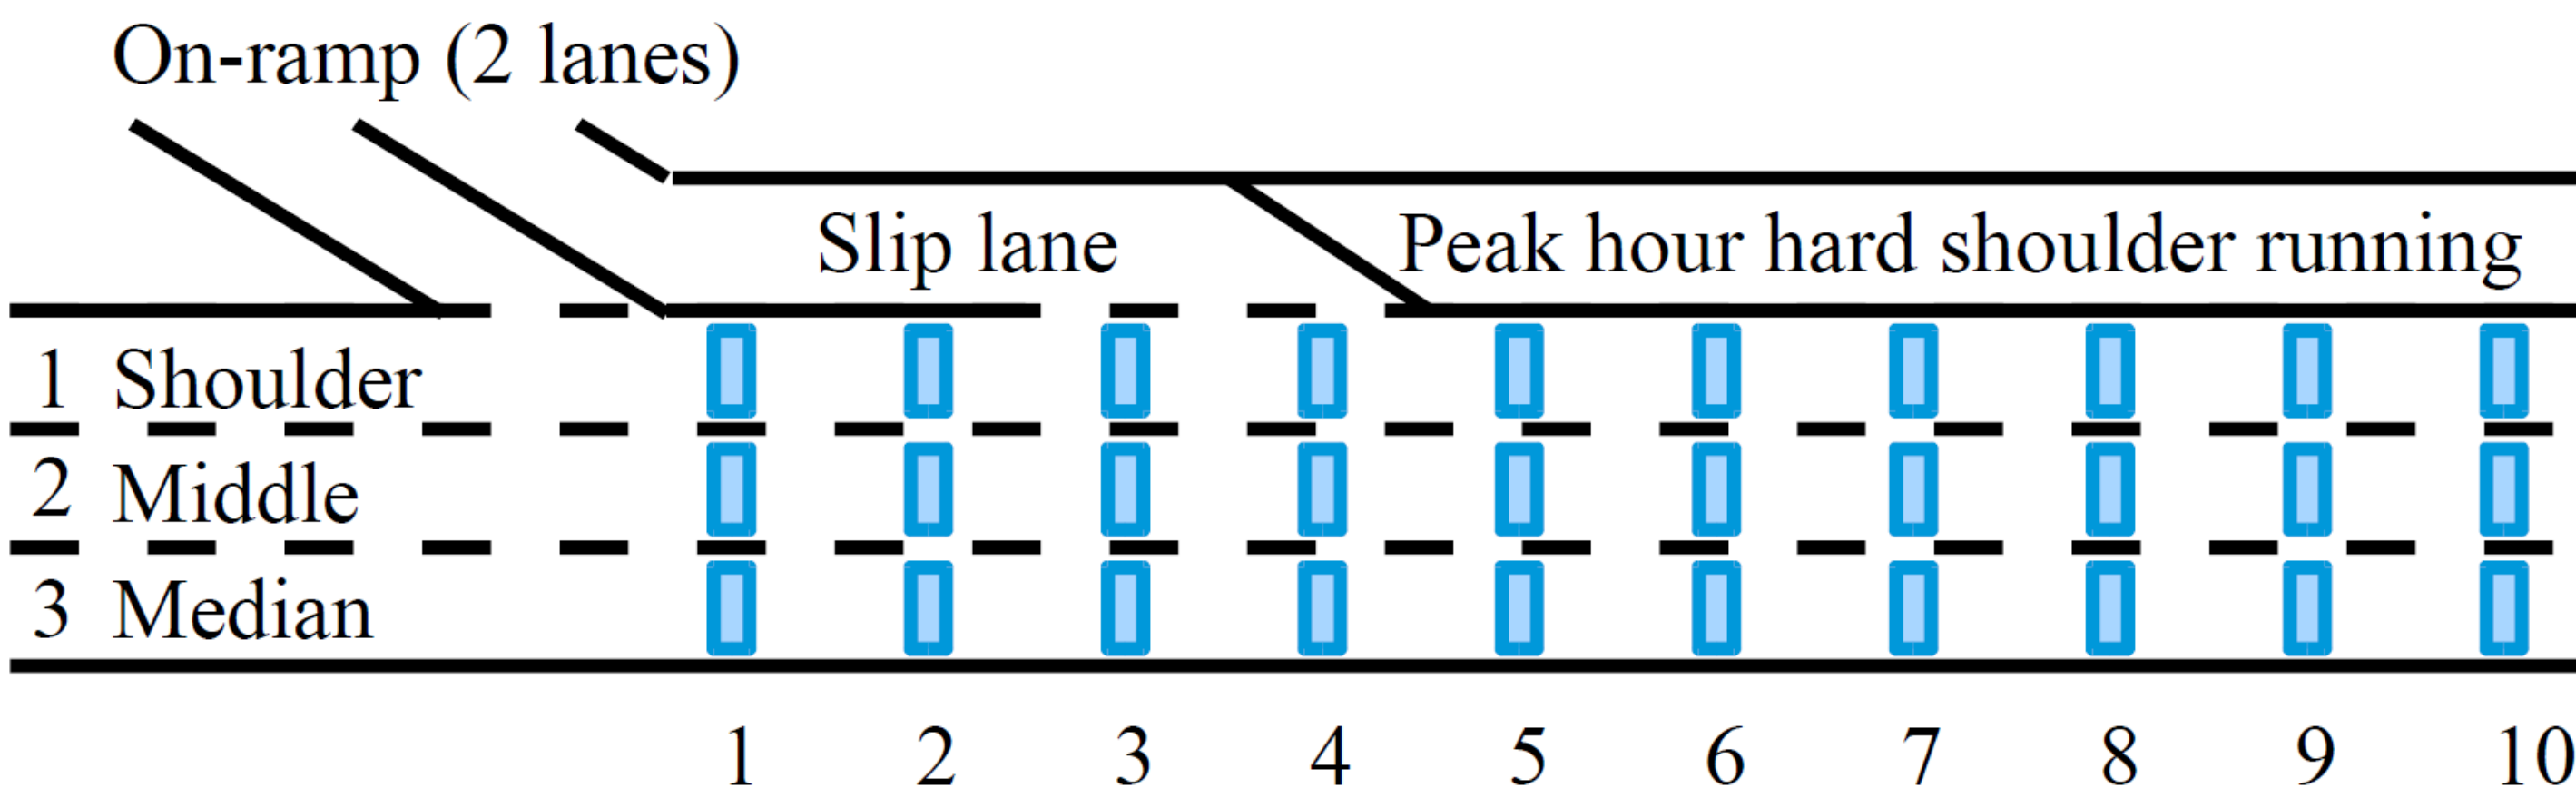 On-ramp (2 lanes)
Slip lane
Peak hour hard shoulder running
1 Shoulder
2 Middle
3 Median
1 2 3 4 5 6 7 8 9 10